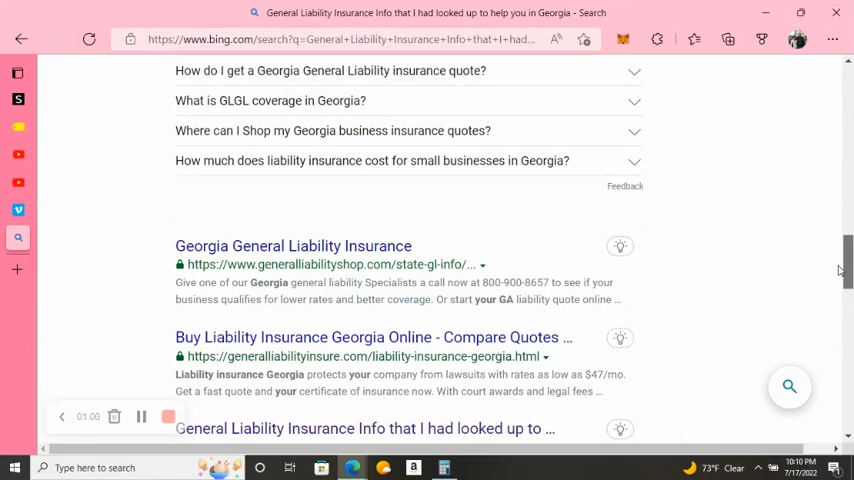 General Liability Insurance Info that I had looked up to help you in Georgia - Search
https://www.bing.com/search?q=General+Liability+Insurance+Info+that+I+had...
How do I get a Georgia General Liability insurance quote?
What is GLGL coverage in Georgia?
Where can I Shop my Georgia business insurance quotes?
How much does liability insurance cost for small businesses in Georgia?
Feedback
Georgia General Liability Insurance
https://www.generalliabilityshop.com/state-gl-info/...
Give one of our Georgia general liability Specialists a call now at 800-900-8657 to see if your
business qualifies for lower rates and better coverage. Or start your GA liability quote online ...
Buy Liability Insurance Georgia Online - Compare Quotes ...
https://generalliabilityinsure.com/liability-insurance-georgia.html
Liability insurance Georgia protects your company from lawsuits with rates as low as $47/mo.
Get a fast quote and your certificate of insurance now. With court awards and legal fees ...
01:00
General Liability Insurance Info that I had looked up to ...
Type here to search
73°F Clear
10:10 PM
7/17/2022